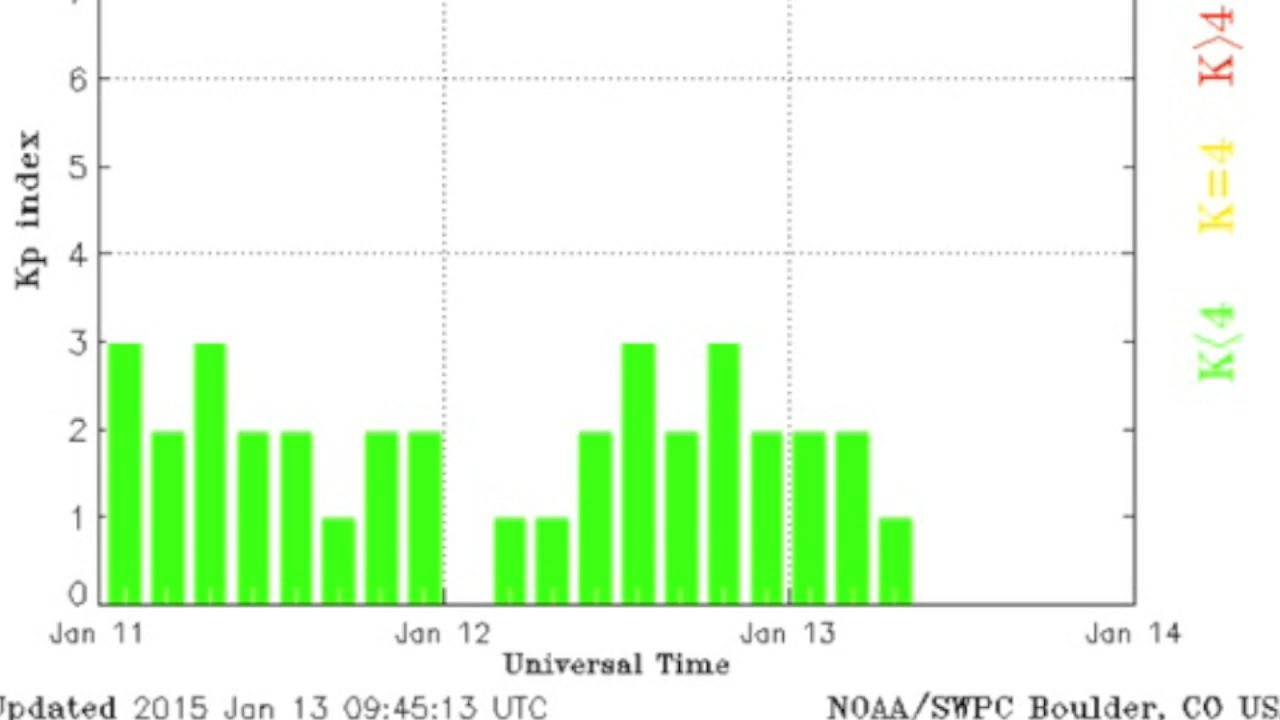 6
5
4
3
2
1
0
Kp index
Jan 11 Jan 12 Jan 13 Jan 14
Universal Time
Updated 2015 Jan 13 09:45:13 UTC
NOAA/SWPC Boulder, CO US
K>4
K=4
K<4